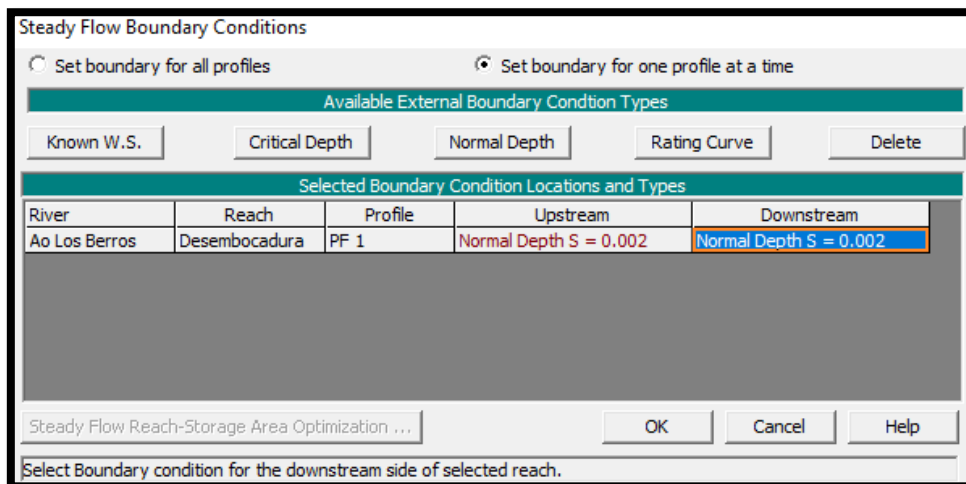 Steady Flow Boundary Conditions
Set boundary for all profiles Set boundary for one profile at a time
Available External Boundary Condtion Types
Known W.S. Critical Depth Normal Depth Rating Curve Delete
Selected Boundary Condition Locations and Types
River Reach Profile Upstream Downstream
Ao Los Berros Desembocadura PF 1 Normal Depth S = 0.002 Normal Depth S = 0.002
Steady Flow Reach-Storage Area Optimization ... OK Cancel Help
Select Boundary condition for the downstream side of selected reach.